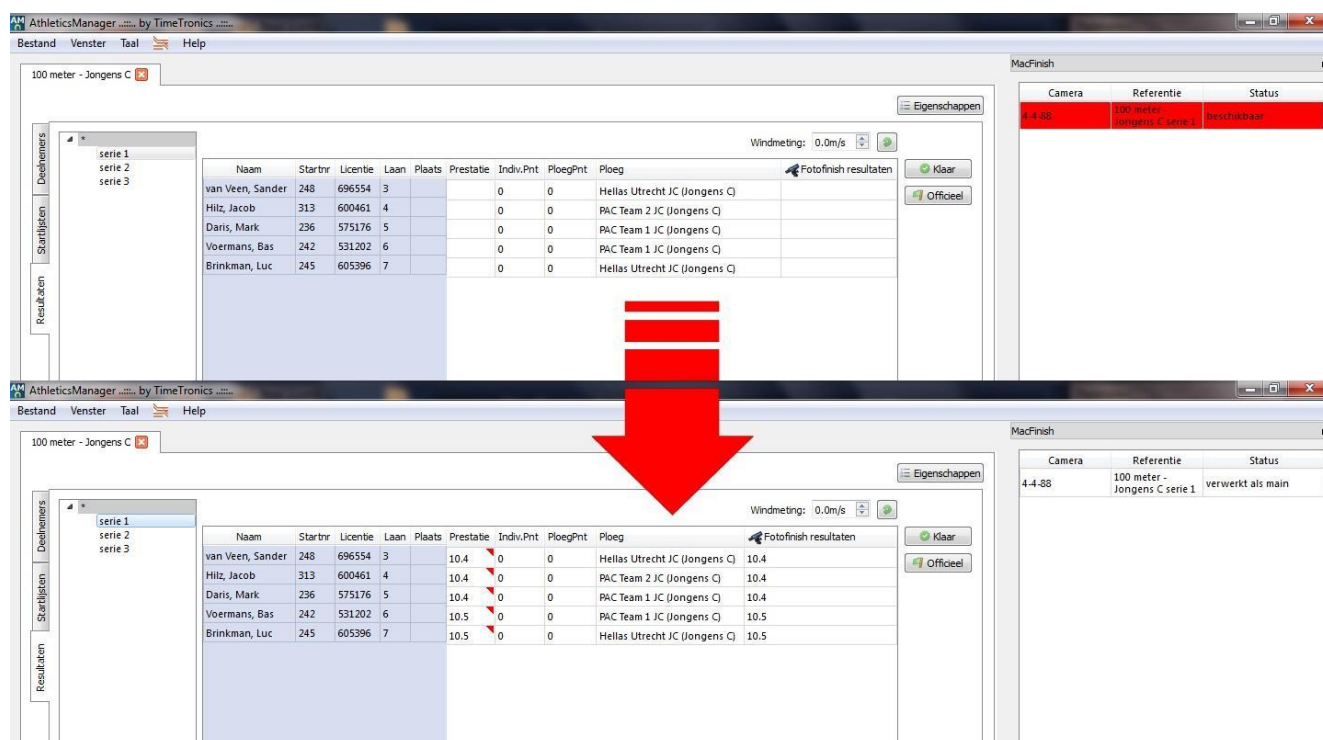 AthleticsManager ..::::.. by TimeTronics ..::::..
Bestand Venster Taal Help
MacFinish
100 meter - Jongens C
Camera Referentie Status
Eigenschappen
4-4-88 100 meter - Jongens C serie 1 beschikbaar
Deelnemers
Startlijsten
Resultaten
*
serie 1
serie 2
serie 3
Windmeting: 0.0m/s
Naam Startnr Licentie Laan Plaats Prestatie Indiv.Pnt PloegPnt Ploeg Fotofinish resultaten
Klaar
Officieel
van Veen, Sander 248 696554 3 0 0 Hellas Utrecht JC (Jongens C)
Hilz, Jacob 313 600461 4 0 0 PAC Team 2 JC (Jongens C)
Daris, Mark 236 575176 5 0 0 PAC Team 1 JC (Jongens C)
Voermans, Bas 242 531202 6 0 0 PAC Team 1 JC (Jongens C)
Brinkman, Luc 245 605396 7 0 0 Hellas Utrecht JC (Jongens C)
AthleticsManager ..::::.. by TimeTronics ..::::..
Bestand Venster Taal Help
MacFinish
100 meter - Jongens C
Camera Referentie Status
Eigenschappen
4-4-88 100 meter - Jongens C serie 1 verwerkt als main
Deelnemers
Startlijsten
Resultaten
*
serie 1
serie 2
serie 3
Windmeting: 0.0m/s
Naam Startnr Licentie Laan Plaats Prestatie Indiv.Pnt PloegPnt Ploeg Fotofinish resultaten
Klaar
Officieel
van Veen, Sander 248 696554 3 10.4 0 0 Hellas Utrecht JC (Jongens C) 10.4
Hilz, Jacob 313 600461 4 10.4 0 0 PAC Team 2 JC (Jongens C) 10.4
Daris, Mark 236 575176 5 10.4 0 0 PAC Team 1 JC (Jongens C) 10.4
Voermans, Bas 242 531202 6 10.5 0 0 PAC Team 1 JC (Jongens C) 10.5
Brinkman, Luc 245 605396 7 10.5 0 0 Hellas Utrecht JC (Jongens C) 10.5